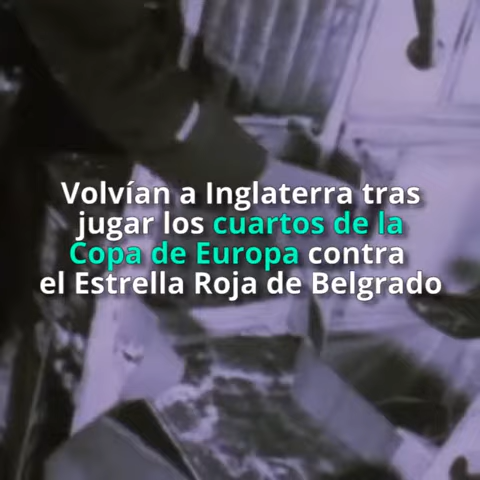 Volvían a Inglaterra tras
jugar los cuartos de la
Copa de Europa contra
el Estrella Roja de Belgrado